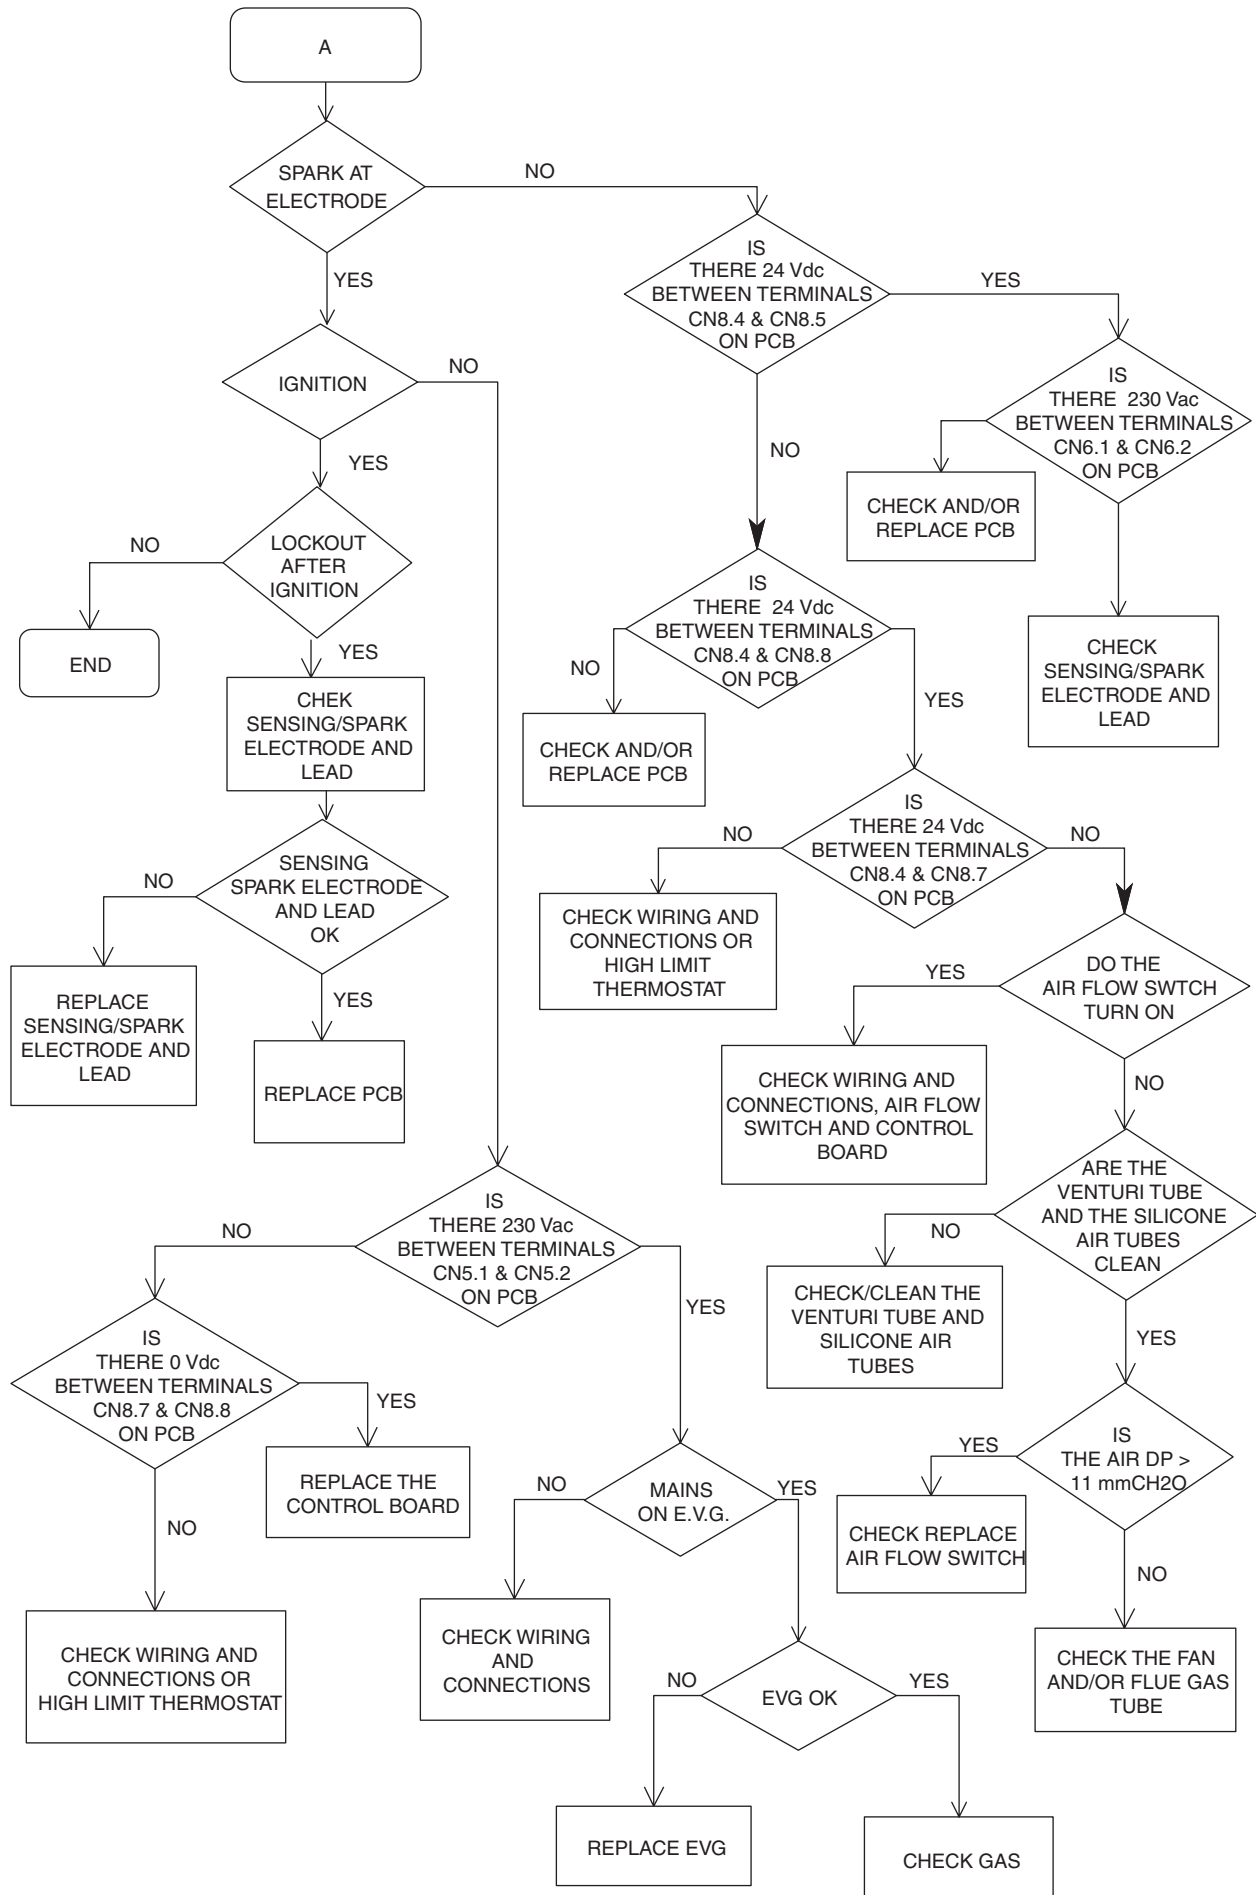 A
SPARK AT
ELECTRODE
NO
YES
IS
THERE 24 Vdc
BETWEEN TERMINALS
CN8.4 & CN8.5
ON PCB
YES
NO
IGNITION
NO
YES
IS
THERE 230 Vac
BETWEEN TERMINALS
CN6.1 & CN6.2
ON PCB
CHECK AND/OR
REPLACE PCB
CHECK
SENSING/SPARK
ELECTRODE AND
LEAD
LOCKOUT
AFTER
IGNITION
NO
END
YES
CHEK
SENSING/SPARK
ELECTRODE AND
LEAD
IS
THERE 24 Vdc
BETWEEN TERMINALS
CN8.4 & CN8.8
ON PCB
NO
YES
CHECK AND/OR
REPLACE PCB
IS
THERE 24 Vdc
BETWEEN TERMINALS
CN8.4 & CN8.7
ON PCB
NO
NO
CHECK WIRING AND
CONNECTIONS OR
HIGH LIMIT
THERMOSTAT
SENSING
SPARK ELECTRODE
AND LEAD
OK
NO
YES
REPLACE
SENSING/SPARK
ELECTRODE AND
LEAD
REPLACE PCB
DO THE
AIR FLOW SWTCH
TURN ON
YES
NO
CHECK WIRING AND
CONNECTIONS, AIR FLOW
SWITCH AND CONTROL
BOARD
ARE THE
VENTURI TUBE
AND THE SILICONE
AIR TUBES
CLEAN
NO
YES
CHECK/CLEAN THE
VENTURI TUBE AND
SILICONE AIR
TUBES
IS
THERE 230 Vac
BETWEEN TERMINALS
CN5.1 & CN5.2
ON PCB
NO
YES
IS
THERE 0 Vdc
BETWEEN TERMINALS
CN8.7 & CN8.8
ON PCB
YES
NO
REPLACE THE
CONTROL BOARD
CHECK WIRING AND
CONNECTIONS OR
HIGH LIMIT THERMOSTAT
MAINS
ON E.V.G.
NO
YES
CHECK WIRING
AND
CONNECTIONS
IS
THE AIR DP >
11 mmCH2O
YES
NO
CHECK REPLACE
AIR FLOW SWITCH
CHECK THE FAN
AND/OR FLUE GAS
TUBE
EVG OK
NO
YES
REPLACE EVG
CHECK GAS